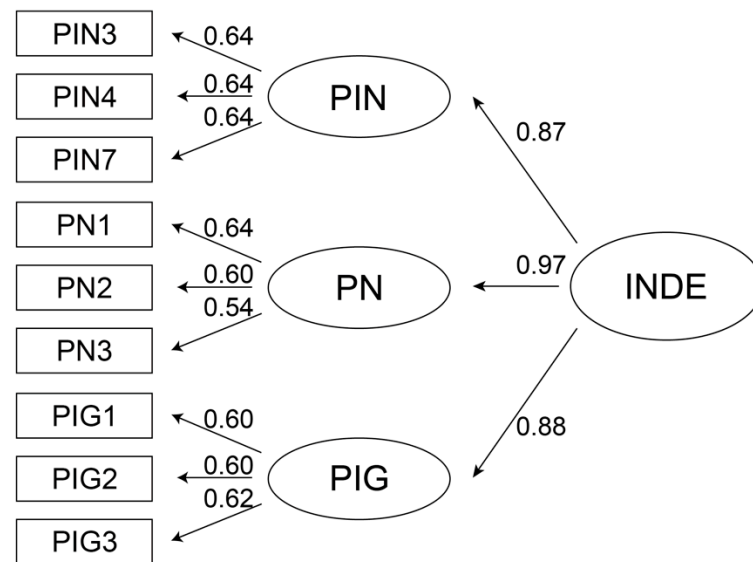 PIN3
0.64
PIN4
0.64
PIN
PIN7
0.64
0.87
PN1
0.64
PN2
0.60
PN
0.97
INDE
PN3
0.54
PIG1
0.60
0.88
PIG2
0.60
PIG
PIG3
0.62